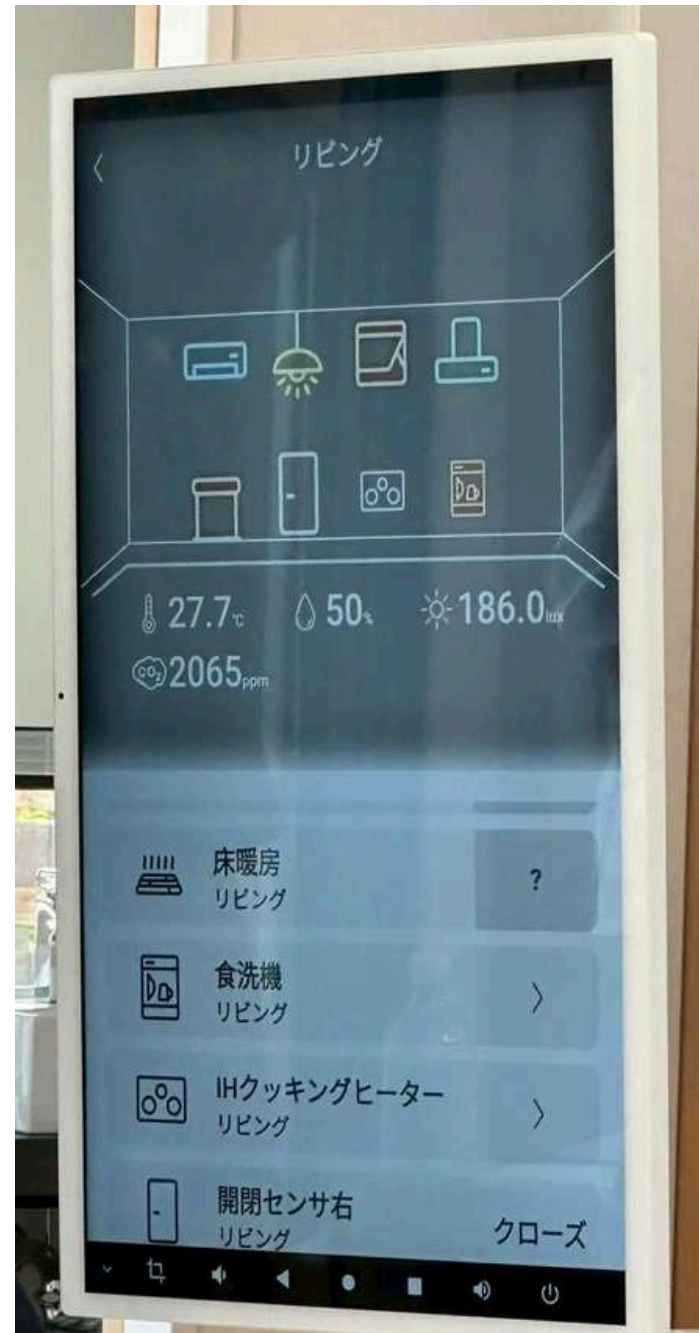 リビング
27.7℃ 50% 186.0lux
CO₂ 2065ppm
床暖房
リビング
?
食洗機
リビング
IHクッキングヒーター
リビング
開閉センサ右
リビング
クローズ